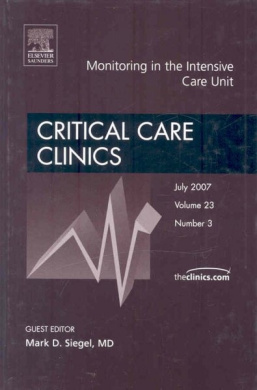 ELSEVIER
SAUNDERS
Monitoring in the Intensive
Care Unit
CRITICAL CARE
CLINICS
July 2007
Volume 23
Number 3
theclinics.com
GUEST EDITOR
Mark D. Siegel, MD